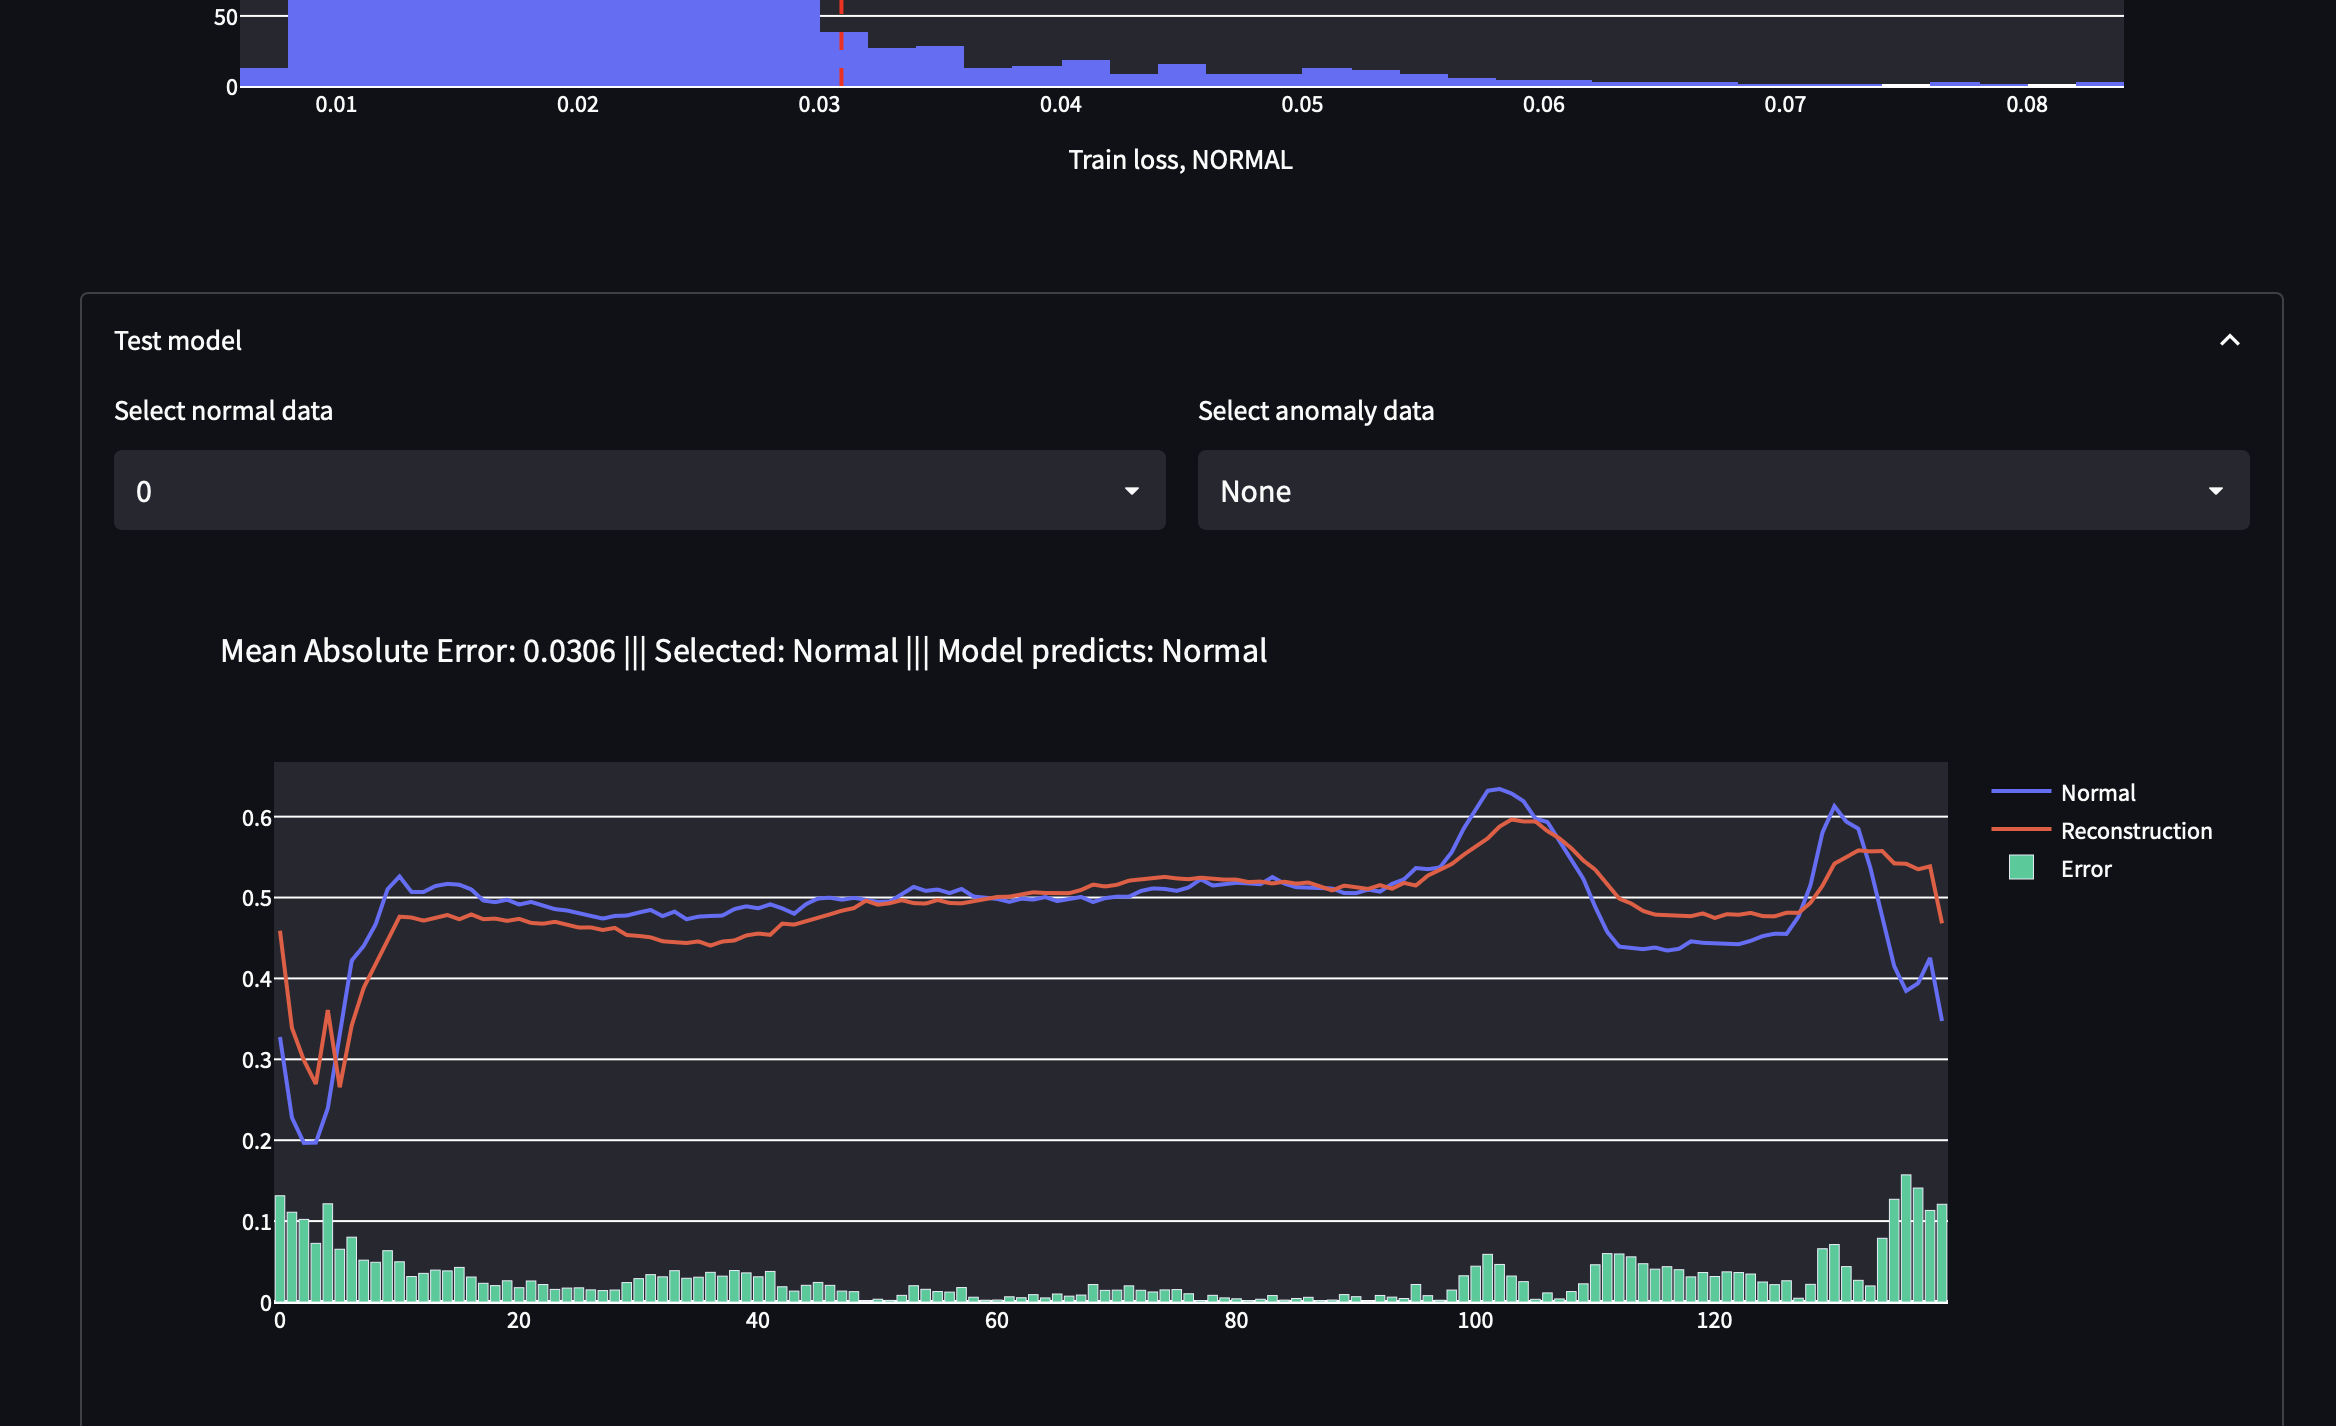 50
0
0.01 0.02 0.03 0.04 0.05 0.06 0.07 0.08
Train loss, NORMAL
Test model
Select normal data
0
Select anomaly data
None
Mean Absolute Error: 0.0306 ||| Selected: Normal ||| Model predicts: Normal
0.6
0.5
0.4
0.3
0.2
0.1
0
0 20 40 60 80 100 120
Normal
Reconstruction
Error